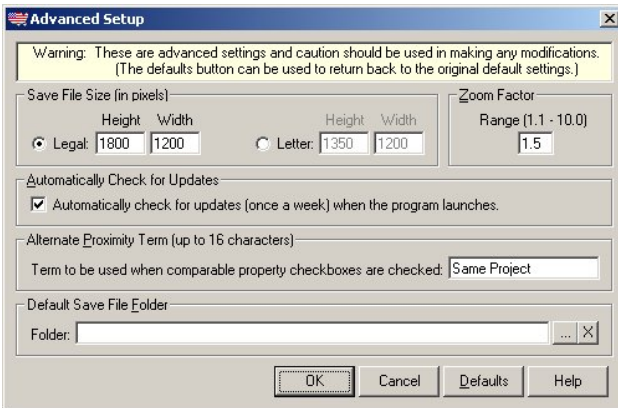 Advanced Setup
Warning: These are advanced settings and caution should be used in making any modifications.
(The defaults button can be used to return back to the original default settings.)
Save File Size (in pixels)
Zoom Factor
Height Width Height Width Range (1.1 - 10.0)
Legal: 1800 1200 Letter: 1350 1200 1.5
Automatically Check for Updates
Automatically check for updates (once a week) when the program launches.
Alternate Proximity Term (up to 16 characters)
Term to be used when comparable property checkboxes are checked: Same Project
Default Save File Folder
Folder: ... X
OK Cancel Defaults Help